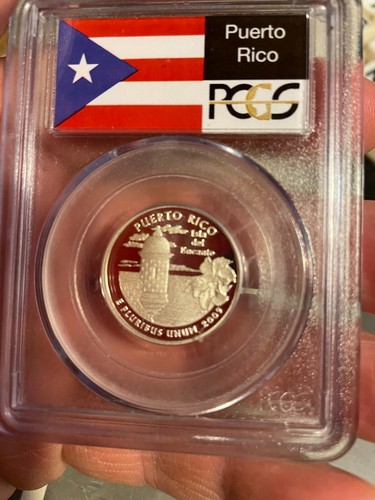 Puerto
Rico
PCGS
PUERTO RICO
Isla
del
Encanto
E PLURIBUS UNUM 2009